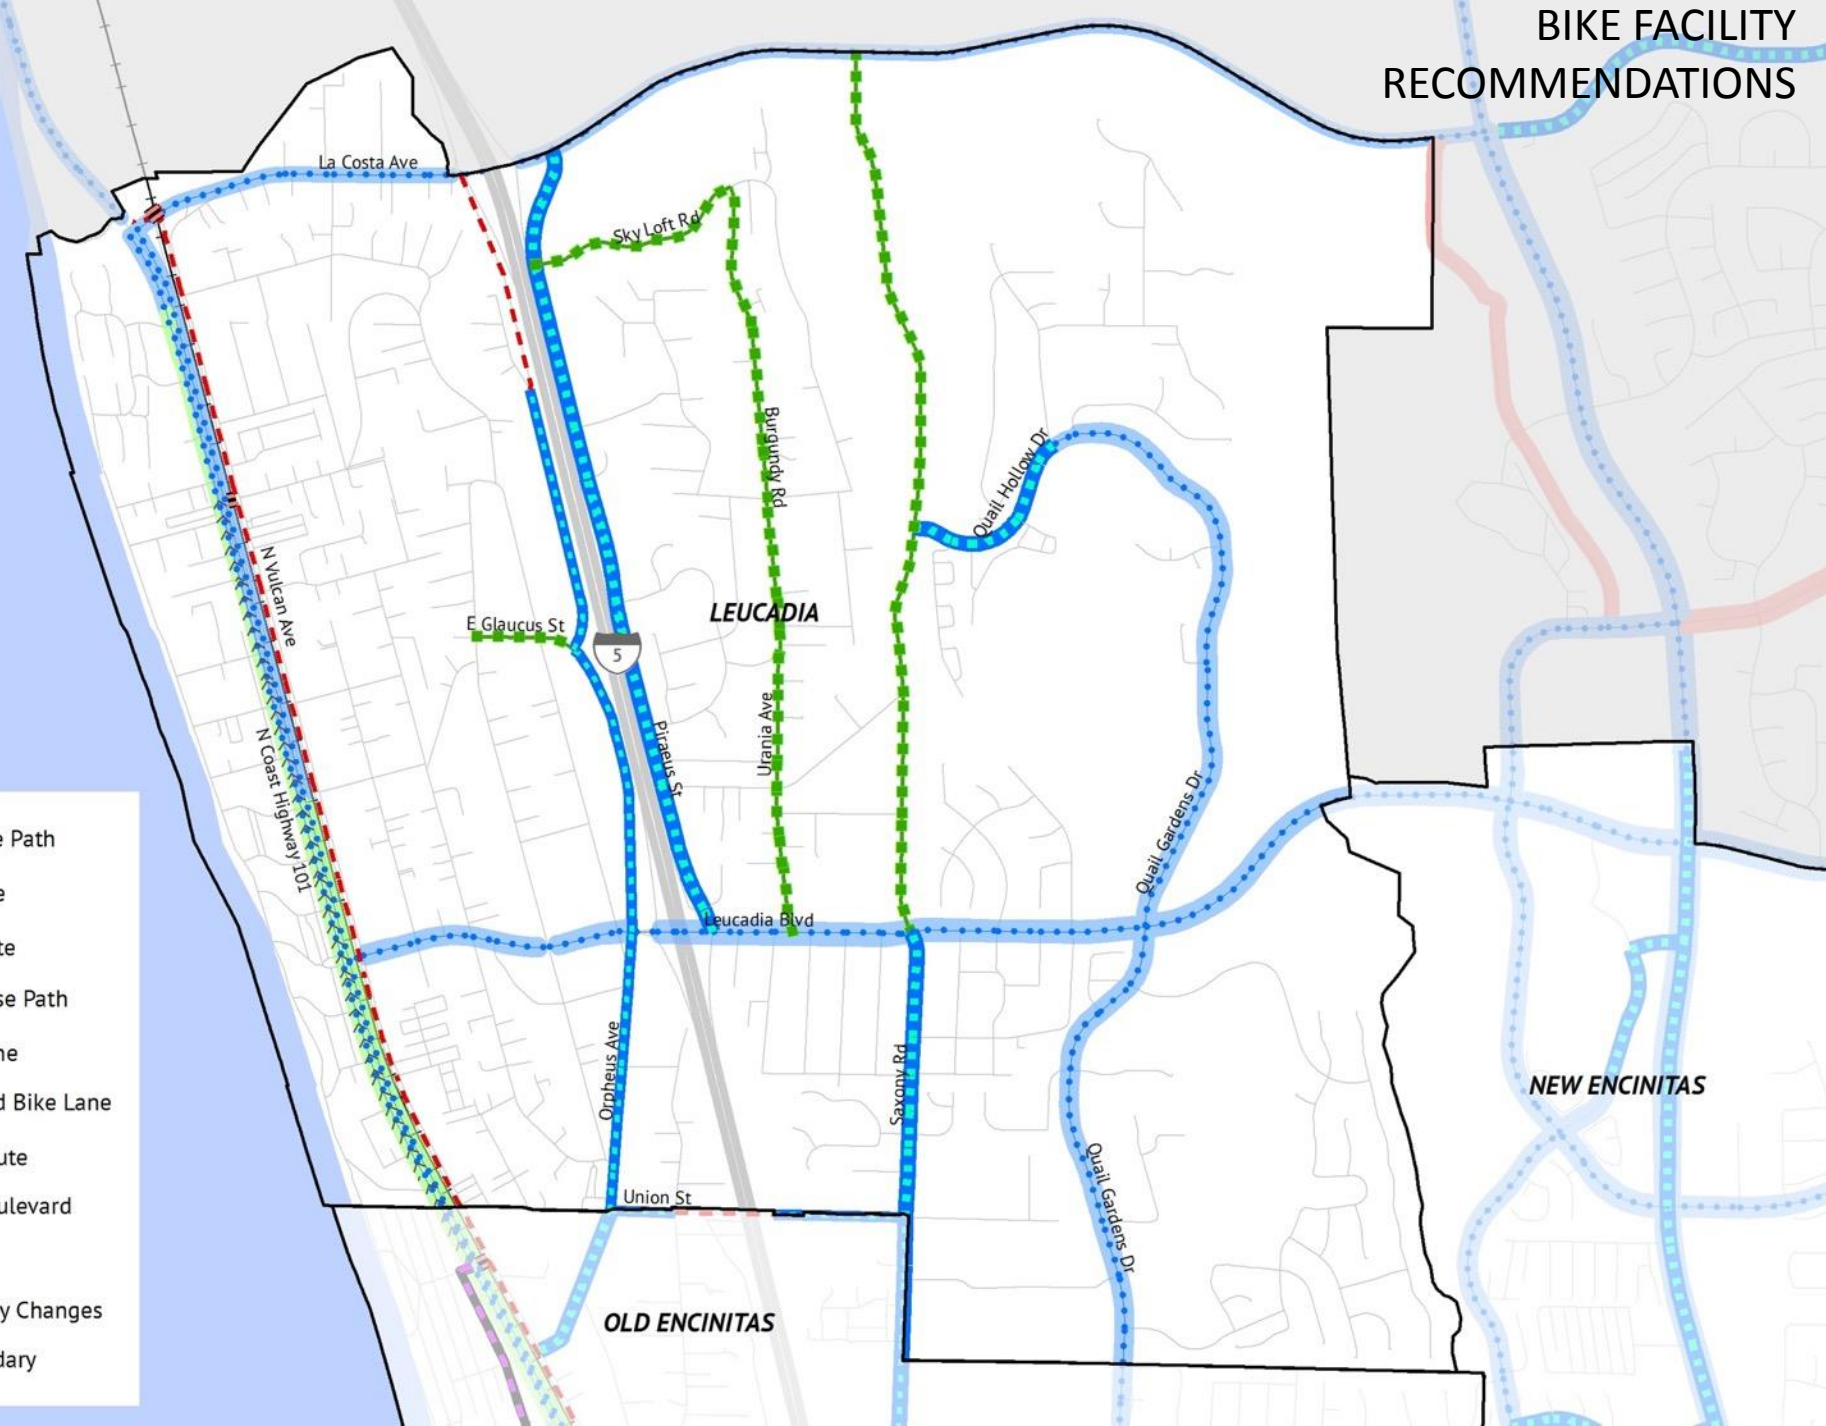 BIKE FACILITY
RECOMMENDATIONS
La Costa Ave
Sky Loft Rd
Burgundy Rd
Quail Hollow Dr
N Vulcan Ave
LEUCADIA
E Glaucus St
5
Urania Ave
Piraeus St
N Coast Highway 101
Quail Gardens Dr
Leucadia Blvd
Orpheus Ave
Saxony Rd
NEW ENCINITAS
Quail Gardens Dr
Union St
OLD ENCINITAS
Path
te
se Path
ne
d Bike Lane
ute
ulevard
y Changes
dary